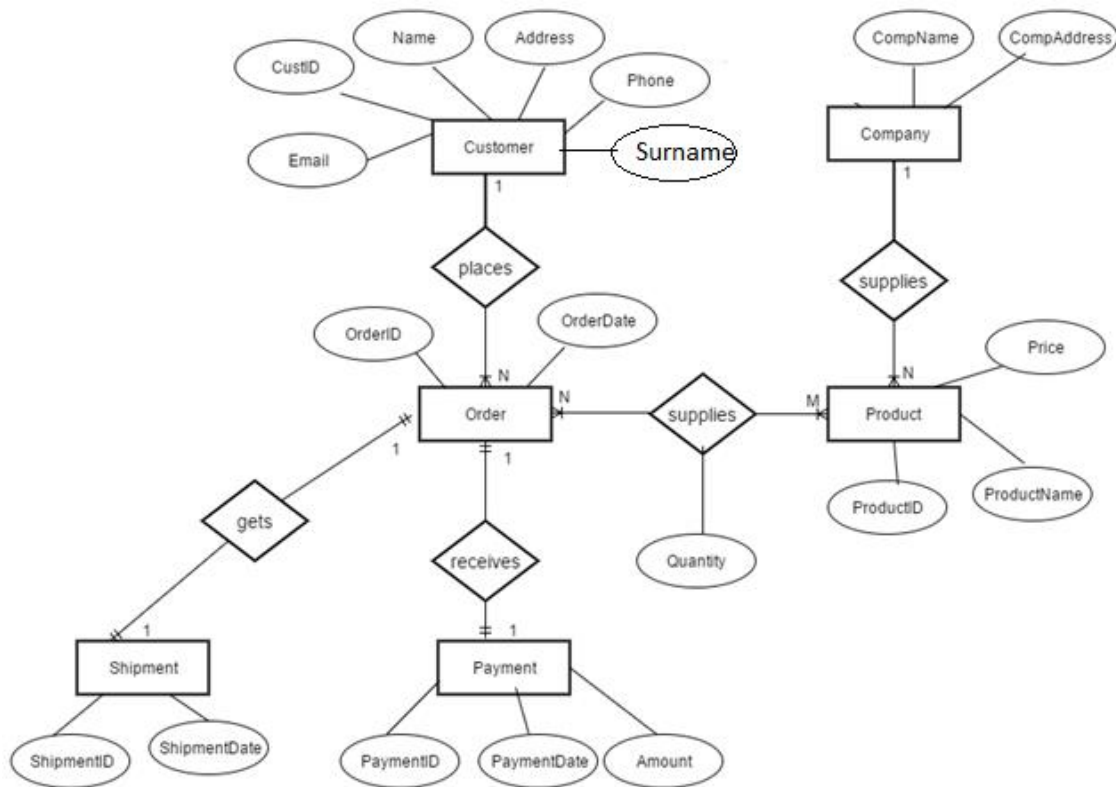 Name
Address
CompName
CompAddress
CustID
Phone
Customer
Company
Surname
Email
1
1
places
supplies
OrderID
OrderDate
Price
N
N
N
M
Order
supplies
Product
1
1
ProductID
ProductName
gets
receives
Quantity
1
1
Shipment
Payment
ShipmentID
ShipmentDate
PaymentID
PaymentDate
Amount